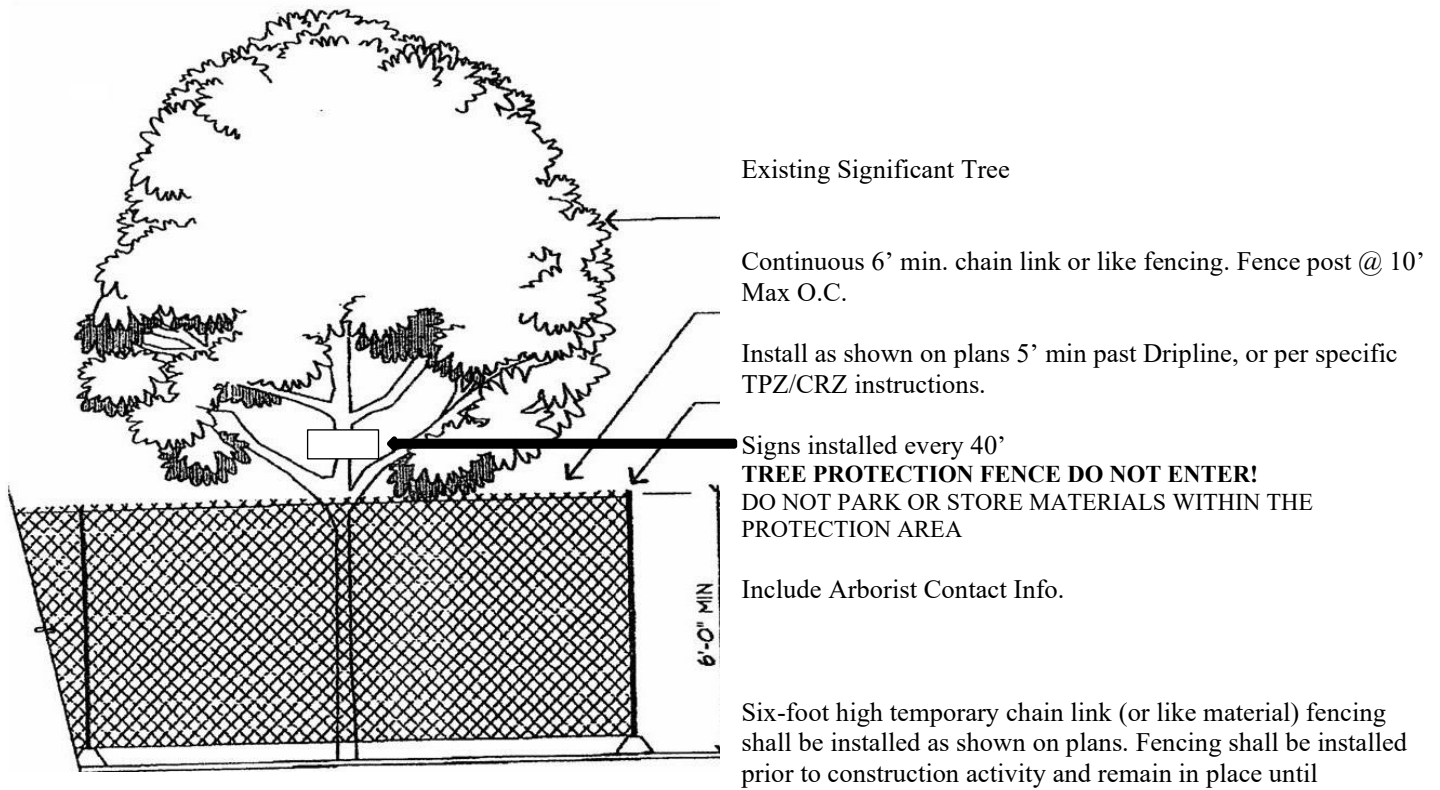 Existing Significant Tree
Continuous 6’ min. chain link or like fencing. Fence post @ 10’
Max O.C.
Install as shown on plans 5’ min past Dripline, or per specific
TPZ/CRZ instructions.
Signs installed every 40’
TREE PROTECTION FENCE DO NOT ENTER!
DO NOT PARK OR STORE MATERIALS WITHIN THE
PROTECTION AREA
Include Arborist Contact Info.
6'-0" MIN
Six-foot high temporary chain link (or like material) fencing
shall be installed as shown on plans. Fencing shall be installed
prior to construction activity and remain in place until